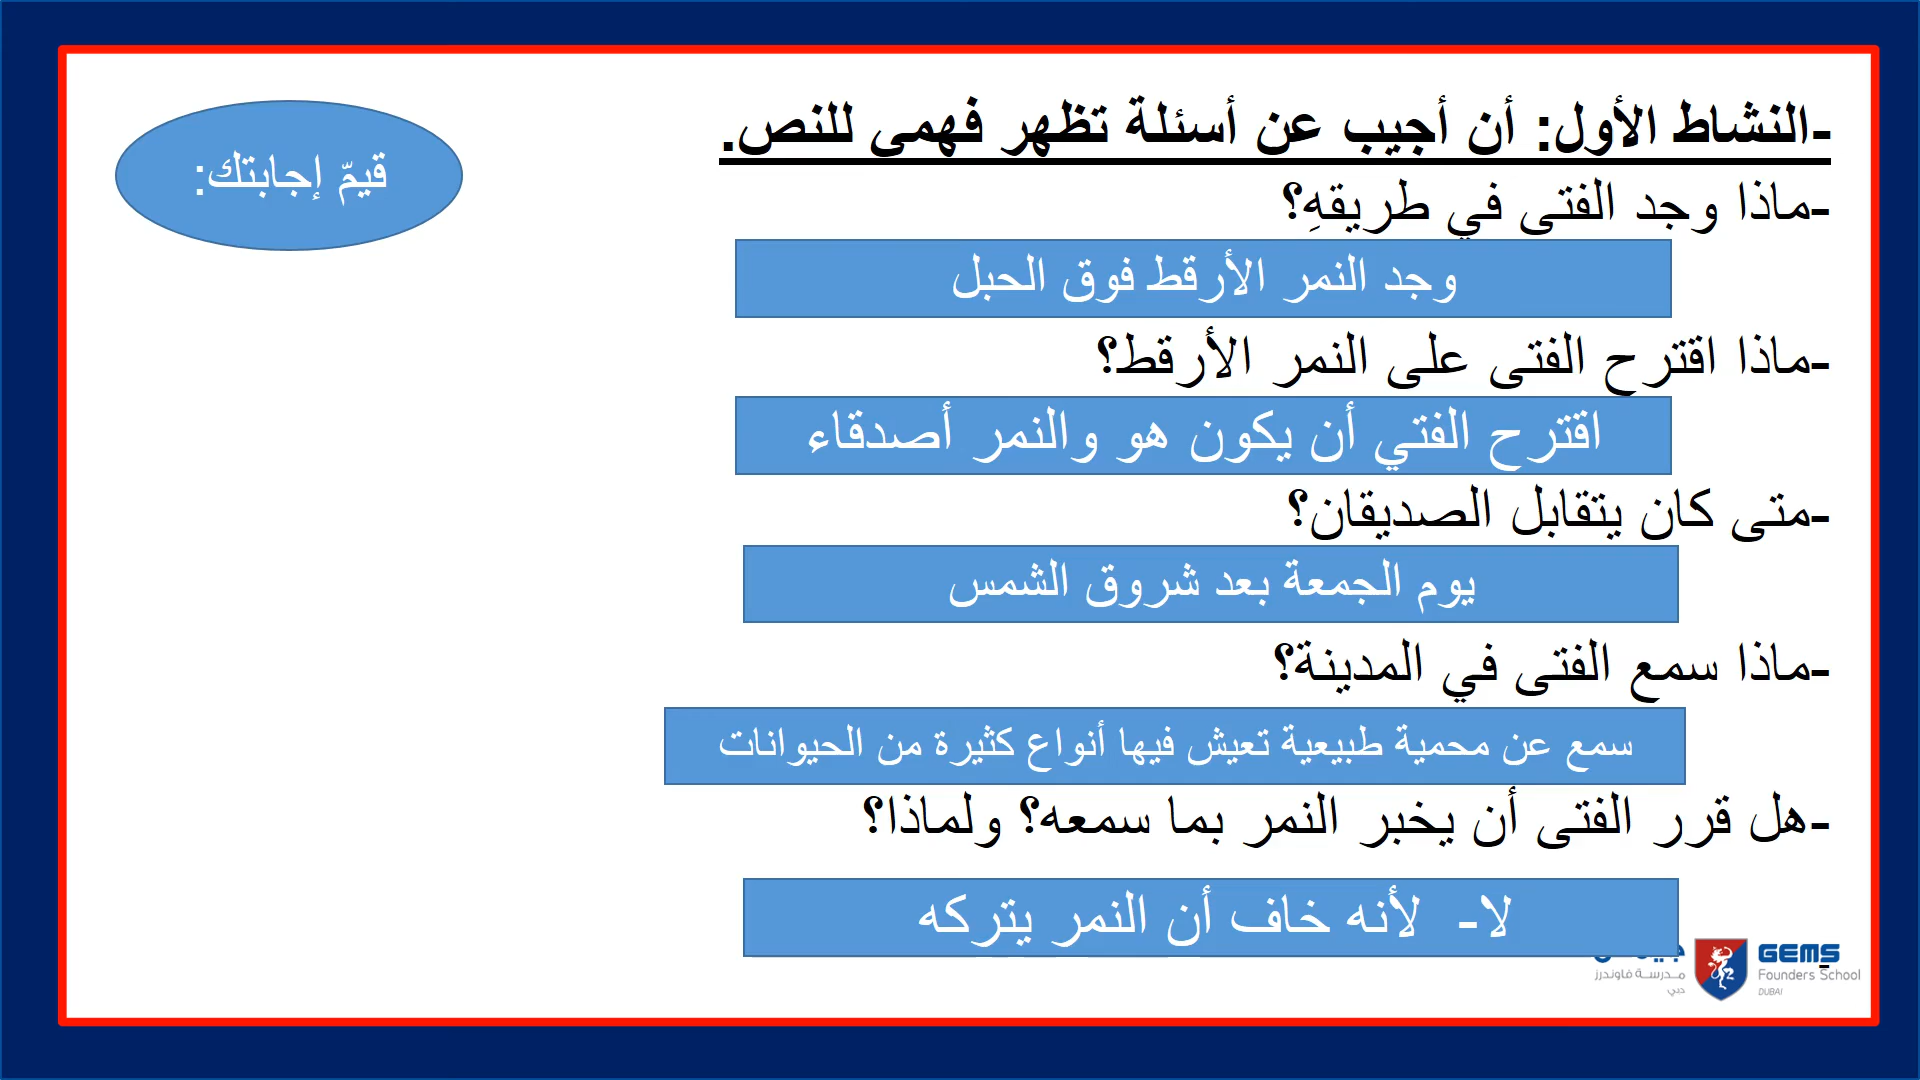 -النشاط الأول: أن أجيب عن أسئلة تظهر فهمي للنص.
قيمّ إجابتك:
-ماذا وجد الفتى في طريقهِ؟
وجد النمر الأرقط فوق الحبل
-ماذا اقترح الفتى على النمر الأرقط؟
اقترح الفتي أن يكون هو والنمر أصدقاء
-متى كان يتقابل الصديقان؟
يوم الجمعة بعد شروق الشمس
-ماذا سمع الفتى في المدينة؟
سمع عن محمية طبيعية تعيش فيها أنواع كثيرة من الحيوانات
-هل قرر الفتى أن يخبر النمر بما سمعه؟ ولماذا؟
لا- لأنه خاف أن النمر يتركه
GEMS
مدرسة فاوندرز
Founders School
دبي
DUBAI